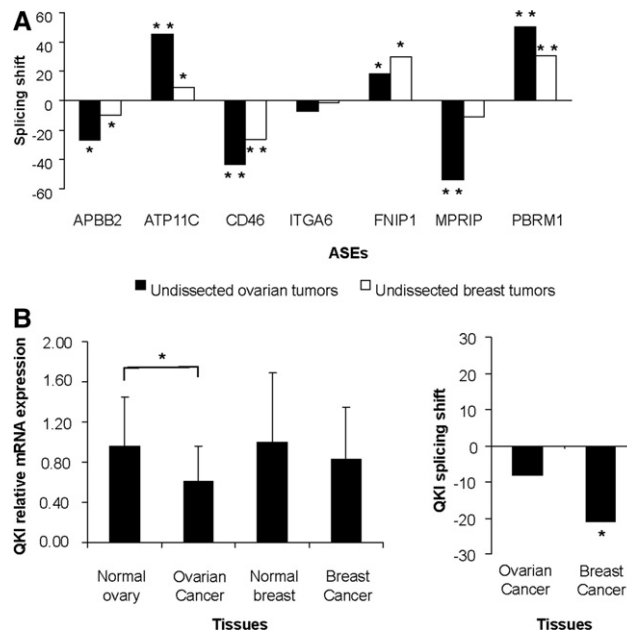 A
60
40
20
0
-20
-40
-60
Splicing shift
* *
*
*
*
* *
* *
*
*
* *
* *
* *
APBB2 ATP11C CD46 ITGA6 FNIP1 MPRIP PBRM1
ASEs
Undissected ovarian tumors Undissected breast tumors
B
QKI relative mRNA expression
2.00
1.60
1.20
0.80
0.40
0.00
*
Normal ovary
Ovarian Cancer
Normal breast
Breast Cancer
Tissues
QKI splicing shift
30
20
10
0
-10
-20
-30
*
Ovarian Cancer
Breast Cancer
Tissues